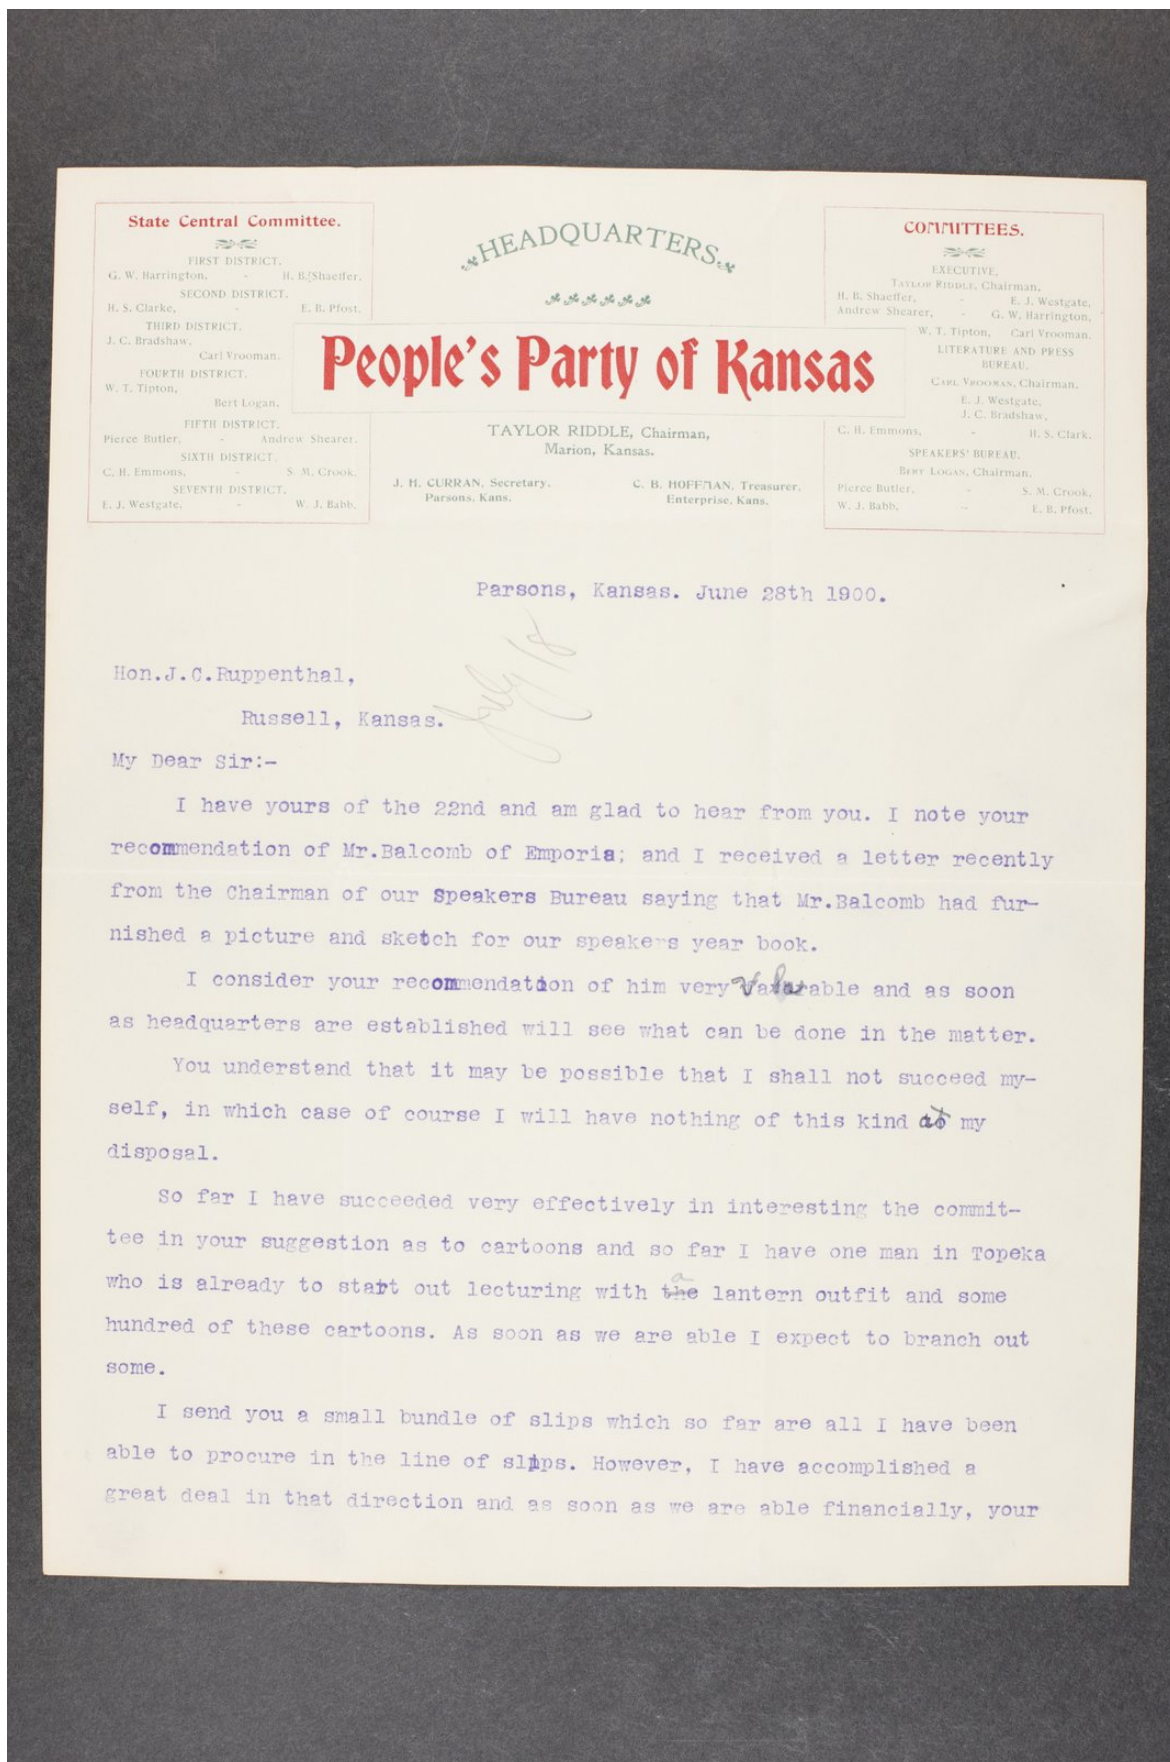 State Central Committee.
FIRST DISTRICT.
G. W. Harrington, - H. B. Shaeffer.
SECOND DISTRICT.
H. S. Clarke, - E. B. Pfost.
THIRD DISTRICT.
J. C. Bradshaw,
Carl Vrooman.
FOURTH DISTRICT.
W. T. Tipton,
Bert Logan.
FIFTH DISTRICT.
Pierce Butler, - Andrew Shearer.
SIXTH DISTRICT.
C. H. Emmons, - S. M. Crook.
SEVENTH DISTRICT.
E. J. Westgate, - W. J. Babb.
HEADQUARTERS
People's Party of Kansas
TAYLOR RIDDLE, Chairman,
Marion, Kansas.
J. H. CURRAN, Secretary,
Parsons, Kans.
C. B. HOFFMAN, Treasurer,
Enterprise, Kans.
COMMITTEES.
EXECUTIVE,
TAYLOR RIDDLE, Chairman,
H. B. Shaeffer, - E. J. Westgate,
Andrew Shearer, - G. W. Harrington,
W. T. Tipton, Carl Vrooman.
LITERATURE AND PRESS
BUREAU.
CARL VROOMAN, Chairman.
E. J. Westgate,
J. C. Bradshaw,
C. H. Emmons, - H. S. Clark.
SPEAKERS' BUREAU.
BERT LOGAN, Chairman.
Pierce Butler, - S. M. Crook,
W. J. Babb, - E. B. Pfost.
Parsons, Kansas. June 28th 1900.
July 18
Hon.J.C.Ruppenthal,
Russell, Kansas.
My Dear Sir:-
I have yours of the 22nd and am glad to hear from you. I note your
recommendation of Mr.Balcomb of Emporia; and I received a letter recently
from the Chairman of our Speakers Bureau saying that Mr.Balcomb had fur-
nished a picture and sketch for our speakers year book.
I consider your recommendation of him very Valuable and as soon
as headquarters are established will see what can be done in the matter.
You understand that it may be possible that I shall not succeed my-
self, in which case of course I will have nothing of this kind at my
disposal.
So far I have succeeded very effectively in interesting the commit-
tee in your suggestion as to cartoons and so far I have one man in Topeka
who is already to start out lecturing with the a lantern outfit and some
hundred of these cartoons. As soon as we are able I expect to branch out
some.
I send you a small bundle of slips which so far are all I have been
able to procure in the line of slips. However, I have accomplished a
great deal in that direction and as soon as we are able financially, your